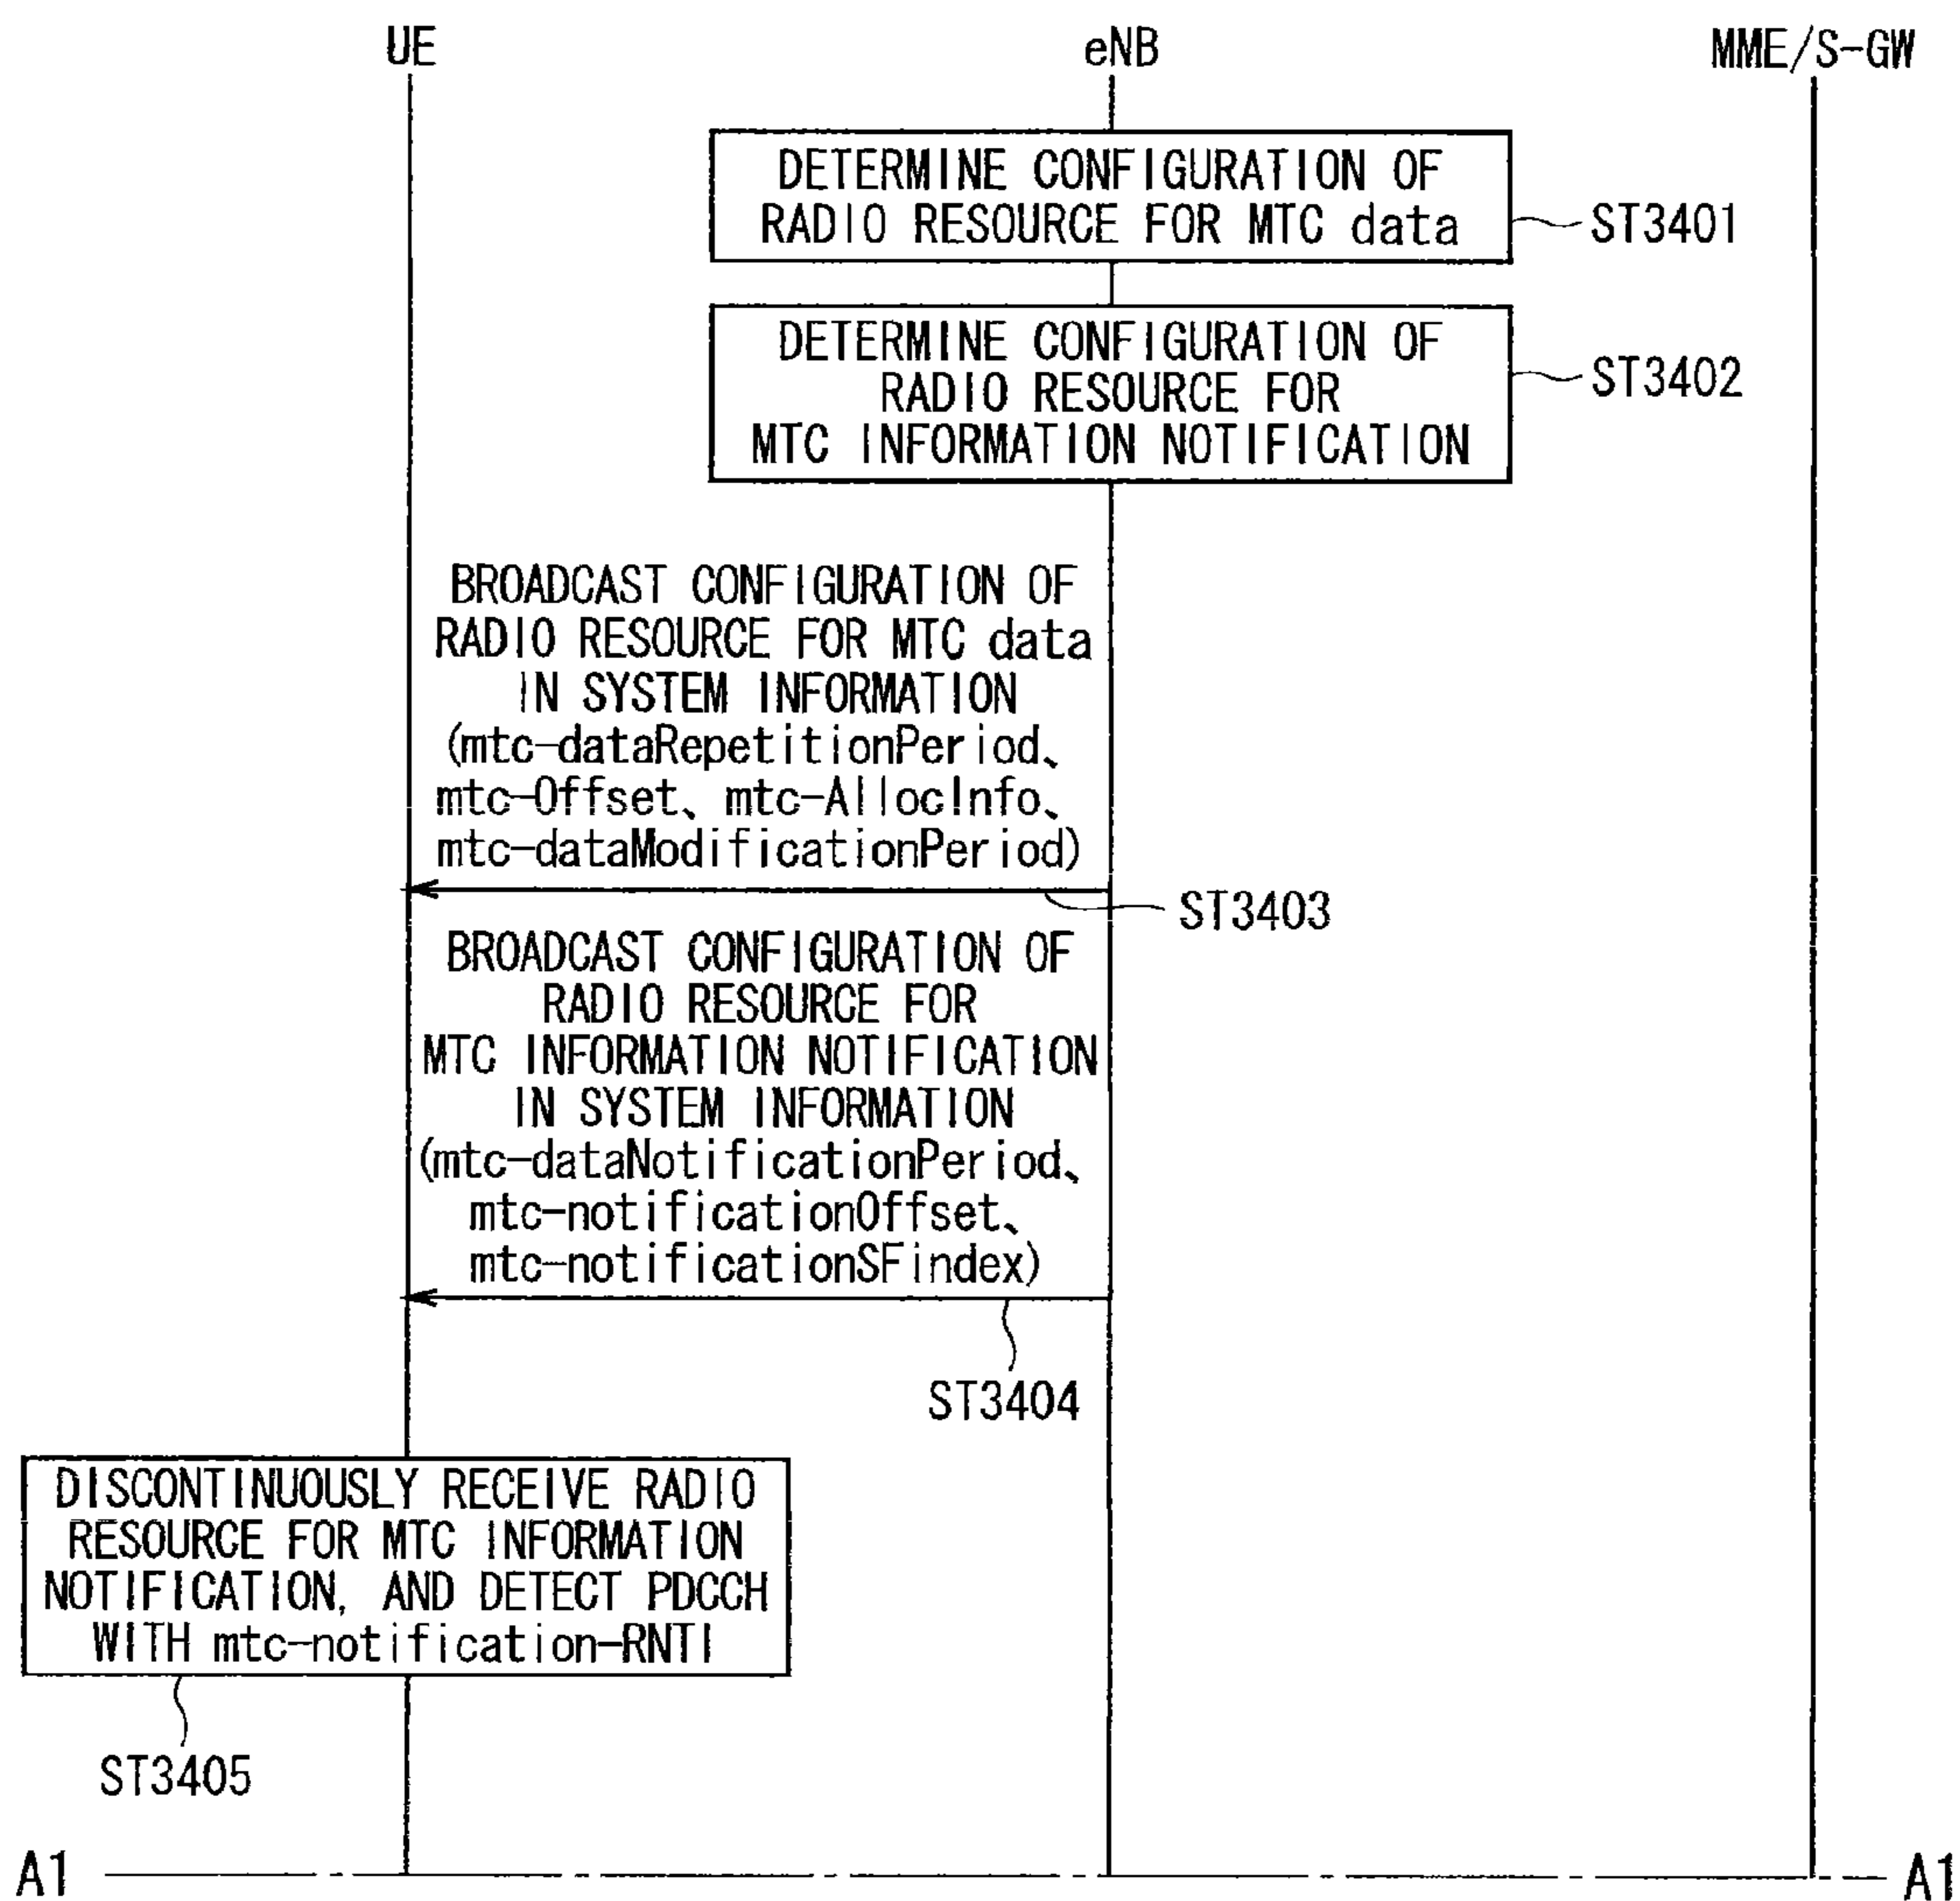 UE
eNB
MME/S-GW
DETERMINE CONFIGURATION OF
RADIO RESOURCE FOR MTC data
ST3401
DETERMINE CONFIGURATION OF
RADIO RESOURCE FOR
MTC INFORMATION NOTIFICATION
ST3402
BROADCAST CONFIGURATION OF
RADIO RESOURCE FOR MTC data
IN SYSTEM INFORMATION
(mtc-dataRepetitionPeriod、
mtc-Offset、mtc-AllocInfo、
mtc-dataModificationPeriod)
ST3403
BROADCAST CONFIGURATION OF
RADIO RESOURCE FOR
MTC INFORMATION NOTIFICATION
IN SYSTEM INFORMATION
(mtc-dataNotificationPeriod、
mtc-notificationOffset、
mtc-notificationSFindex)
ST3404
DISCONTINUOUSLY RECEIVE RADIO
RESOURCE FOR MTC INFORMATION
NOTIFICATION, AND DETECT PDCCH
WITH mtc-notification-RNTI
ST3405
A1
A1